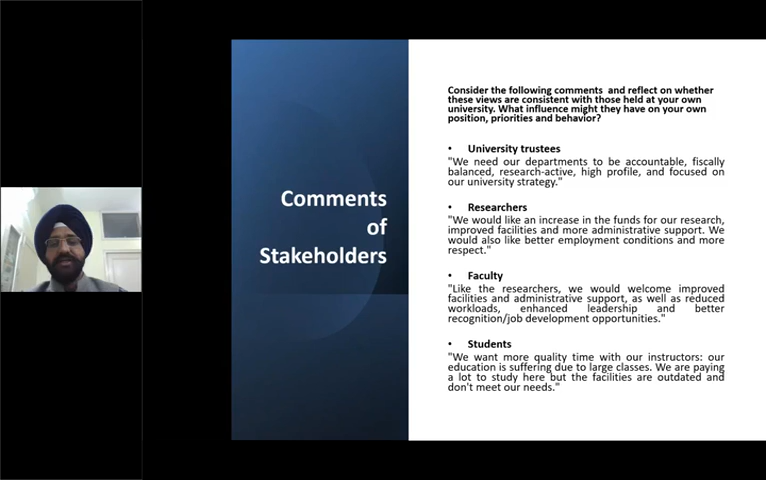 Comments
of
Stakeholders
Consider the following comments and reflect on whether
these views are consistent with those held at your own
university. What influence might they have on your own
position, priorities and behavior?
• University trustees
"We need our departments to be accountable, fiscally
balanced, research-active, high profile, and focused on
our university strategy."
• Researchers
"We would like an increase in the funds for our research,
improved facilities and more administrative support. We
would also like better employment conditions and more
respect."
• Faculty
"Like the researchers, we would welcome improved
facilities and administrative support, as well as reduced
workloads, enhanced leadership and better
recognition/job development opportunities."
• Students
"We want more quality time with our instructors: our
education is suffering due to large classes. We are paying
a lot to study here but the facilities are outdated and
don't meet our needs."